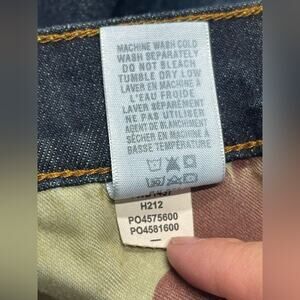 MACHINE WASH COLD
WASH SEPARATELY
DO NOT BLEACH
TUMBLE DRY LOW
LAVER EN MACHINE À
L'EAU FROIDE
LAVER SÉPARÉMENT
NE PAS UTILISER
AGENT DE BLANCHIMENT
SÉCHER EN MACHINE À
BASSE TEMPÉRATURE
H212
PO4575600
PO4581600